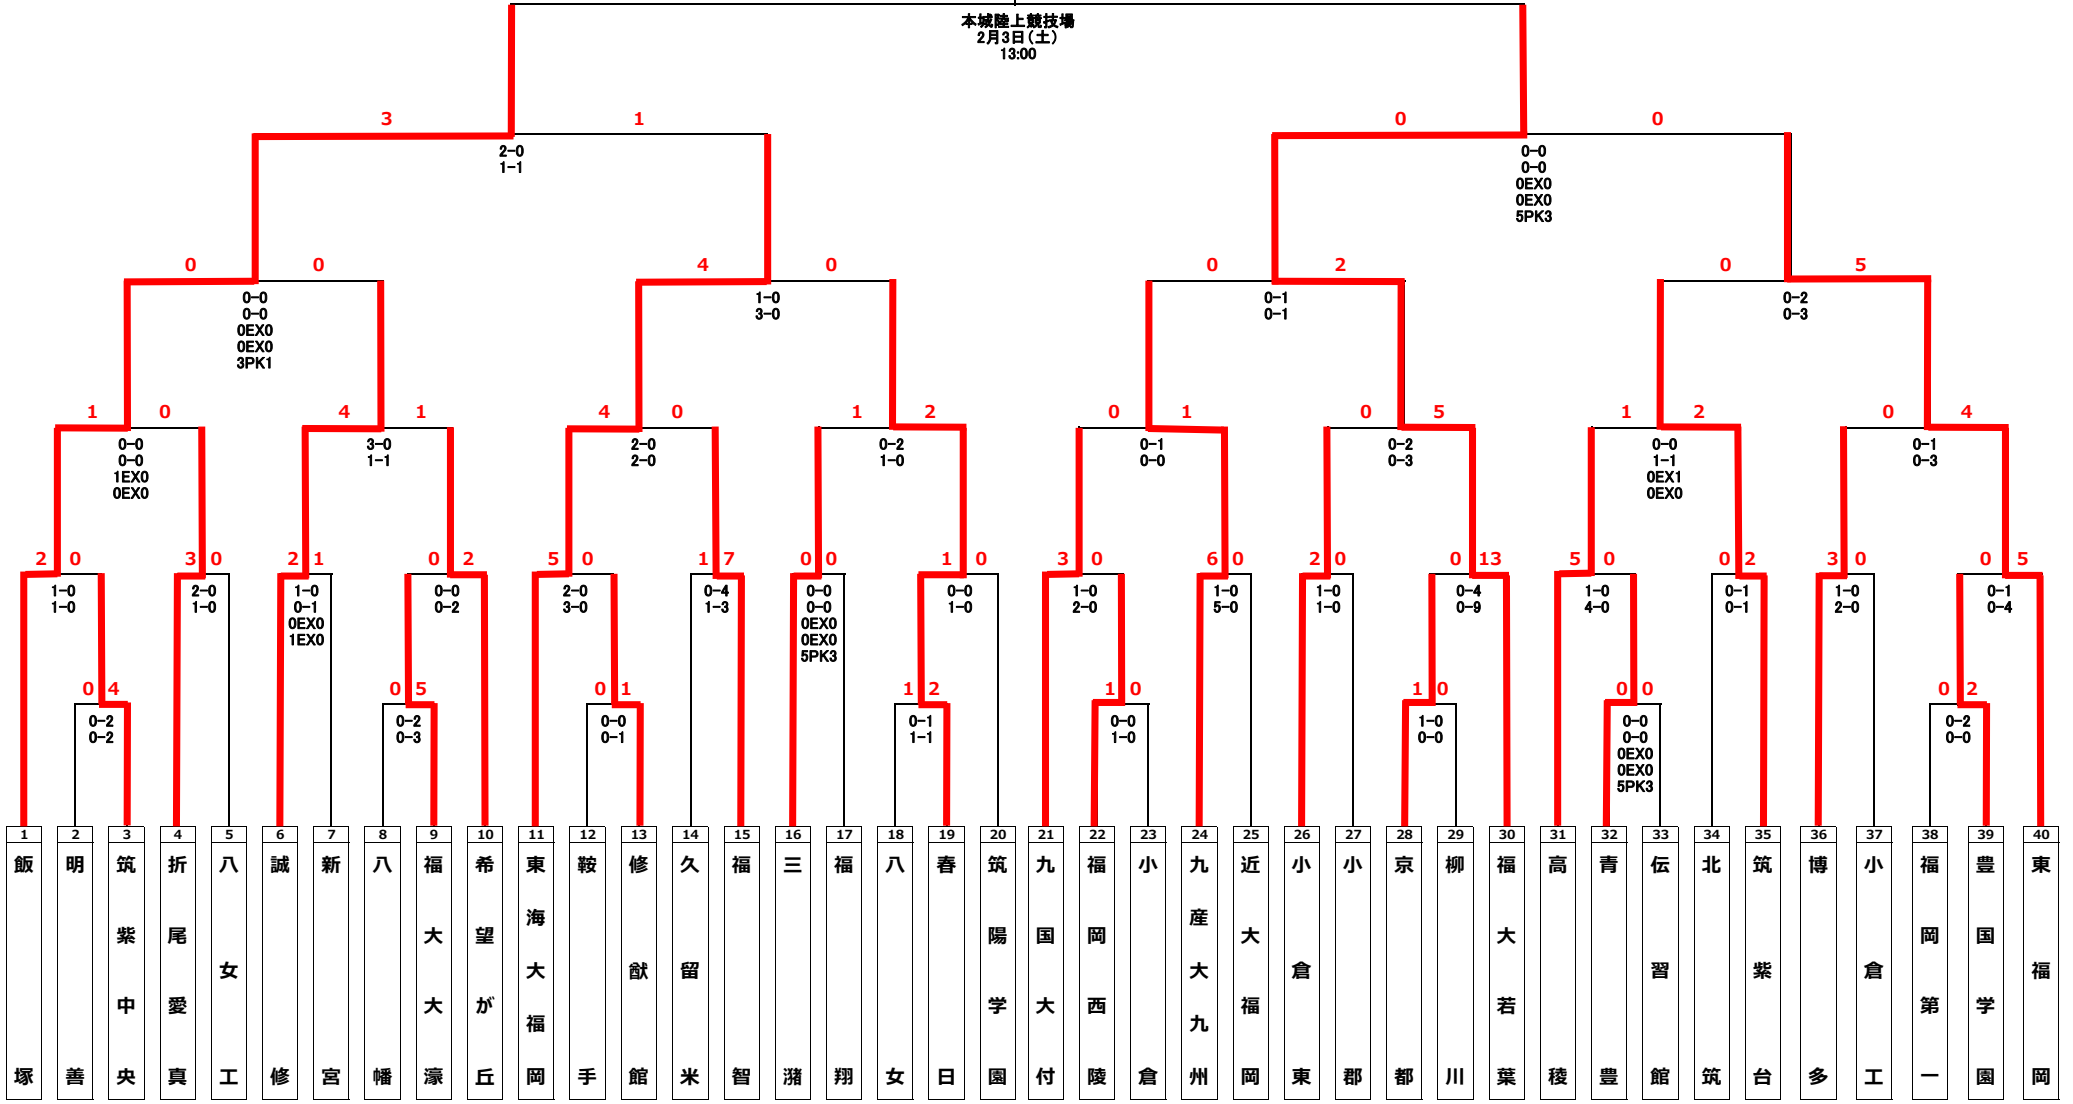 本城陸上競技場
2月3日(土)
13:00
3 1 0 0
2-0
1-1
0-0
0-0
0EX0
0EX0
5PK3
0 0 4 0 0 2 0 5
0-0
0-0
0EX0
0EX0
3PK1
1-0
3-0
0-1
0-1
0-2
0-3
1 0 4 1 4 0 1 2 0 1 0 5 1 2 0 4
0-0
0-0
1EX0
0EX0
3-0
1-1
2-0
2-0
0-2
1-0
0-1
0-0
0-2
0-3
0-0
1-1
0EX1
0EX0
0-1
0-3
2 0 3 0 2 1 0 2 5 0 1 7 0 0 1 0 3 0 6 0 2 0 0 13 5 0 0 2 3 0 0 5
1-0
1-0
2-0
1-0
1-0
0-1
0EX0
1EX0
0-0
0-2
2-0
3-0
0-4
1-3
0-0
0-0
0EX0
0EX0
5PK3
0-0
1-0
1-0
2-0
1-0
5-0
1-0
1-0
0-4
0-9
1-0
4-0
0-1
0-1
1-0
2-0
0-1
0-4
0 4 0 5 0 1 1 2 1 0 1 0 0 0 0 2
0-2
0-2
0-2
0-3
0-0
0-1
0-1
1-1
0-0
1-0
1-0
0-0
0-0
0-0
0EX0
0EX0
5PK3
0-2
0-0
1 飯塚
2 明善
3 筑紫中央
4 折尾愛真
5 八女工
6 誠修
7 新宮
8 八幡
9 福大大濠
10 希望が丘
11 東海大福岡
12 鞍手
13 修猷館
14 久留米
15 福智
16 三潴
17 福翔
18 八女
19 春日
20 筑陽学園
21 九国大付
22 福岡西陵
23 小倉
24 九産大九州
25 近大福岡
26 小倉東
27 小郡
28 京都
29 柳川
30 福大若葉
31 高稜
32 青豊
33 伝習館
34 北筑
35 筑紫台
36 博多
37 小倉工
38 福岡第一
39 豊国学園
40 東福岡